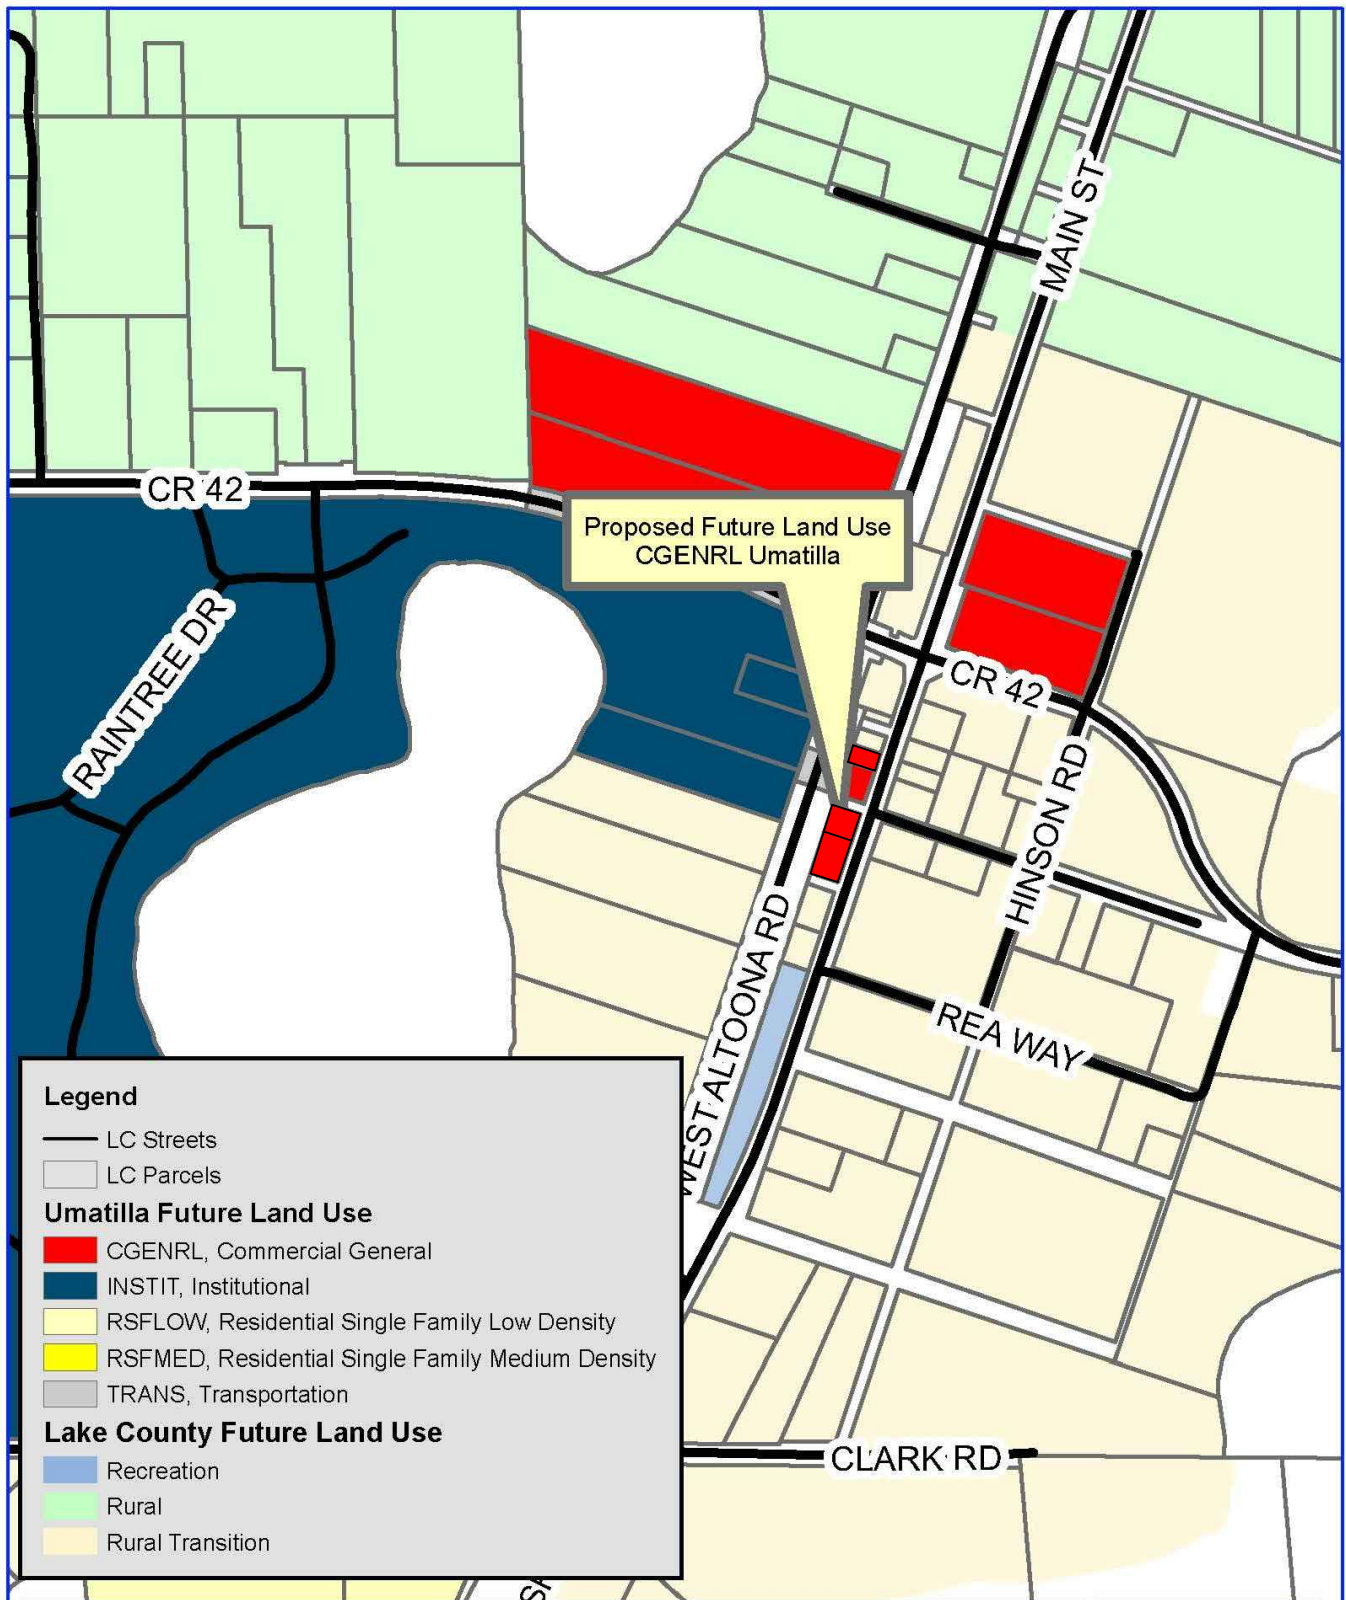 MAIN ST
CR 42
Proposed Future Land Use
CGENRL Umatilla
RAINTREE DR
CR 42
HINSON RD
WEST ALTOONA RD
REA WAY
Legend
LC Streets
LC Parcels
Umatilla Future Land Use
CGENRL, Commercial General
INSTIT, Institutional
RSFLOW, Residential Single Family Low Density
RSFMED, Residential Single Family Medium Density
TRANS, Transportation
Lake County Future Land Use
Recreation
Rural
Rural Transition
CLARK RD